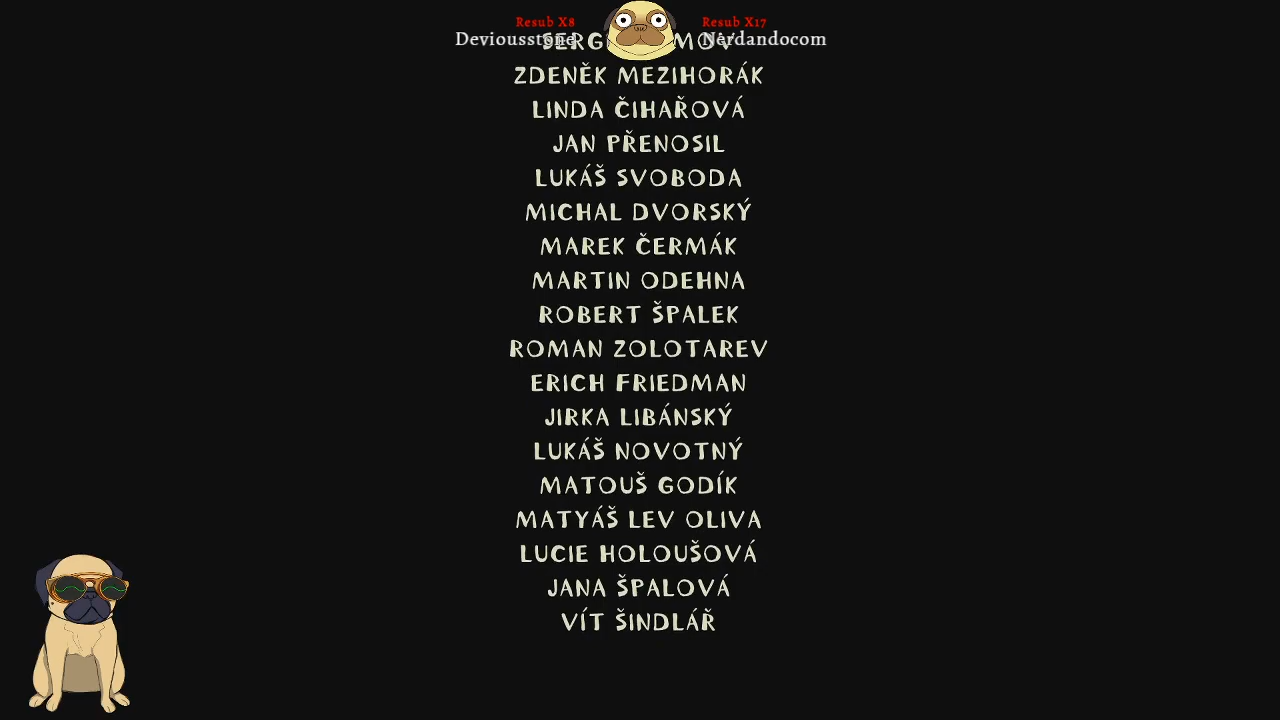 Resub X8
Resub X17
Deviousstone
Nerdandocom
ZDENĚK MEZIHORÁK
LINDA ČIHAŘOVÁ
JAN PŘENOSIL
LUKÁŠ SVOBODA
MICHAL DVORSKÝ
MAREK ČERMÁK
MARTIN ODEHNA
ROBERT ŠPALEK
ROMAN ZOLOTAREV
ERICH FRIEDMAN
JIRKA LIBÁNSKÝ
LUKÁŠ NOVOTNÝ
MATOUŠ GODÍK
MATYÁŠ LEV OLIVA
LUCIE HOLOUŠOVÁ
JANA ŠPALOVÁ
VÍT ŠINDLÁŘ